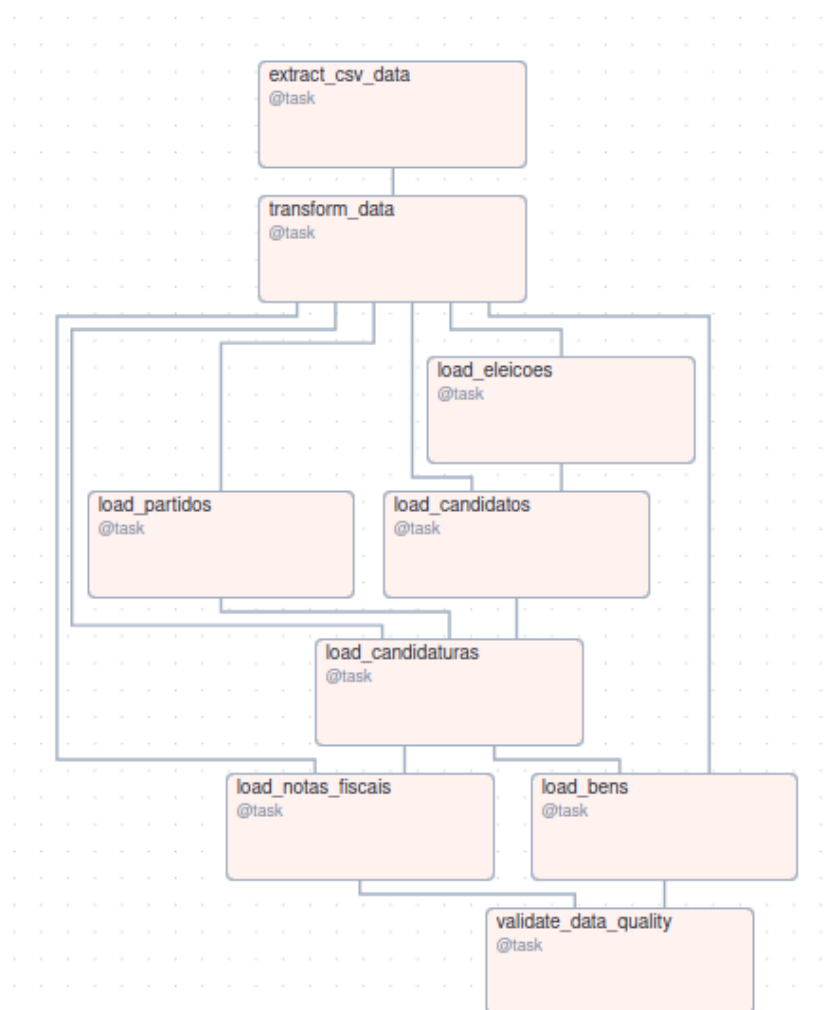 extract_csv_data
@task
transform_data
@task
load_eleicoes
@task
load_partidos
@task
load_candidatos
@task
load_candidaturas
@task
load_notas_fiscais
@task
load_bens
@task
validate_data_quality
@task